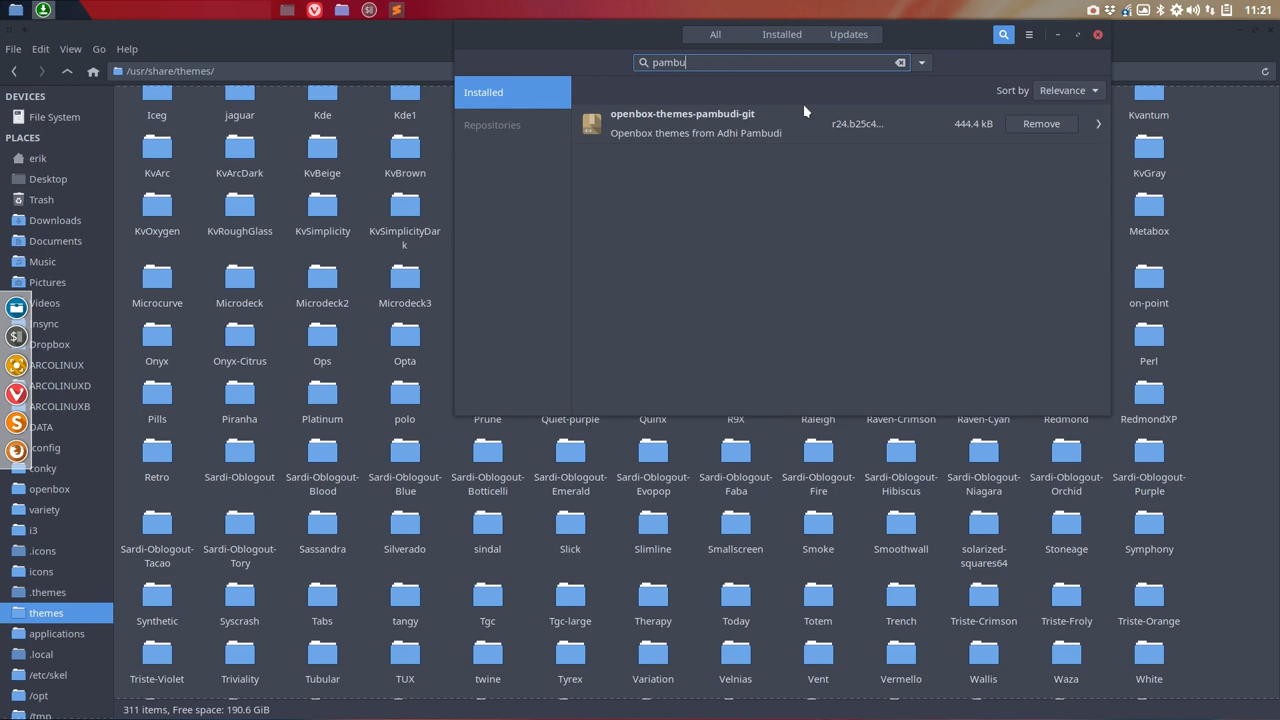 11:21
File Edit View Go Help
All Installed Updates
/usr/share/themes/
pambu
DEVICES
File System
PLACES
erik
Desktop
Trash
Downloads
Documents
Music
Pictures
Videos
Insync
Dropbox
ARCOLINUX
ARCOLINUXD
ARCOLINUXB
DATA
.config
conky
openbox
variety
i3
.icons
icons
.themes
themes
applications
.local
/etc/skel
/opt
/tmp
Installed
Repositories
Sort by Relevance
openbox-themes-pambudi-git
Openbox themes from Adhi Pambudi
r24.b25c4... 444.4 kB Remove
Iceg jaguar Kde Kde1 Kvantum
KvArc KvArcDark KvBeige KvBrown KvGray
KvOxygen KvRoughGlass KvSimplicity KvSimplicityDar Metabox
k
Microcurve Microdeck Microdeck2 Microdeck3 on-point
Onyx Onyx-Citrus Ops Opta Perl
Pills Piranha Platinum polo Prune Quiet-purple Quinx R9X Raleigh Raven-Crimson Raven-Cyan Redmond RedmondXP
Retro Sardi-Oblogout Sardi-Oblogout- Sardi-Oblogout- Sardi-Oblogout- Sardi-Oblogout- Sardi-Oblogout- Sardi-Oblogout- Sardi-Oblogout- Sardi-Oblogout- Sardi-Oblogout- Sardi-Oblogout- Sardi-Oblogout-
Blood Blue Botticelli Emerald Evopop Faba Fire Hibiscus Niagara Orchid Purple
Sardi-Oblogout- Sardi-Oblogout- Sassandra Silverado sindal Slick Slimline Smallscreen Smoke Smoothwall solarized- Stoneage Symphony
Tacao Tory squares64
Synthetic Syscrash Tabs tangy Tgc Tgc-large Therapy Today Totem Trench Triste-Crimson Triste-Froly Triste-Orange
Triste-Violet Triviality Tubular TUX twine Tyrex Variation Velnias Vent Vermello Wallis Waza White
311 items, Free space: 190.6 GiB